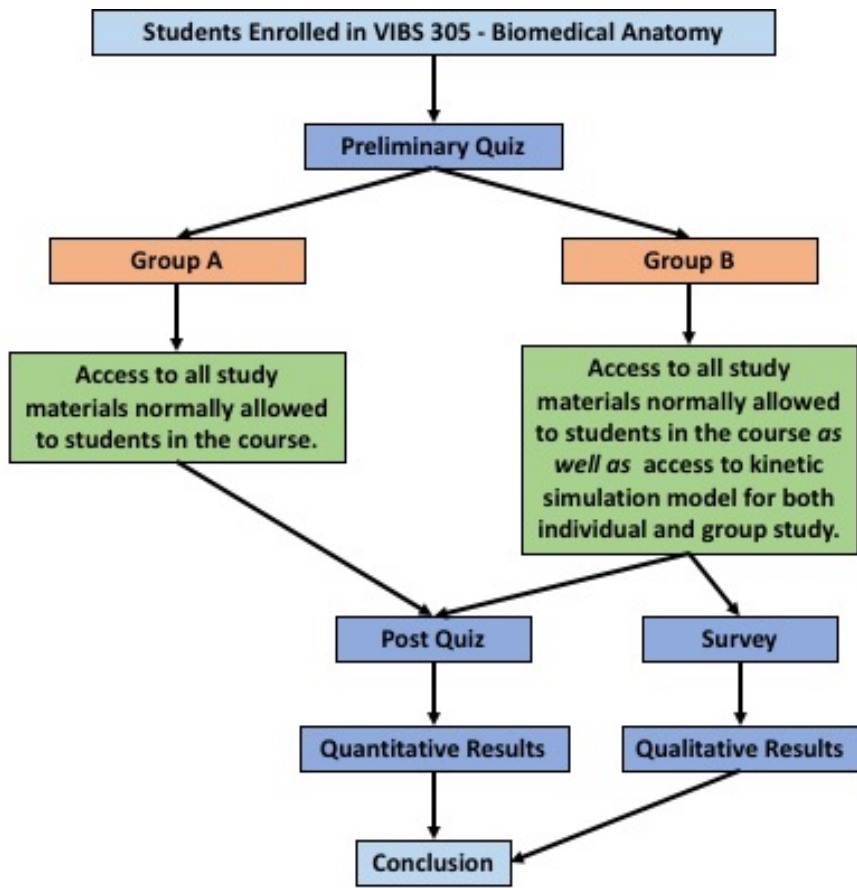 Students Enrolled in VIBS 305 - Biomedical Anatomy
Preliminary Quiz
Group A
Group B
Access to all study
materials normally allowed
to students in the course.
Access to all study
materials normally allowed
to students in the course as
well as access to kinetic
simulation model for both
individual and group study.
Post Quiz
Survey
Quantitative Results
Qualitative Results
Conclusion